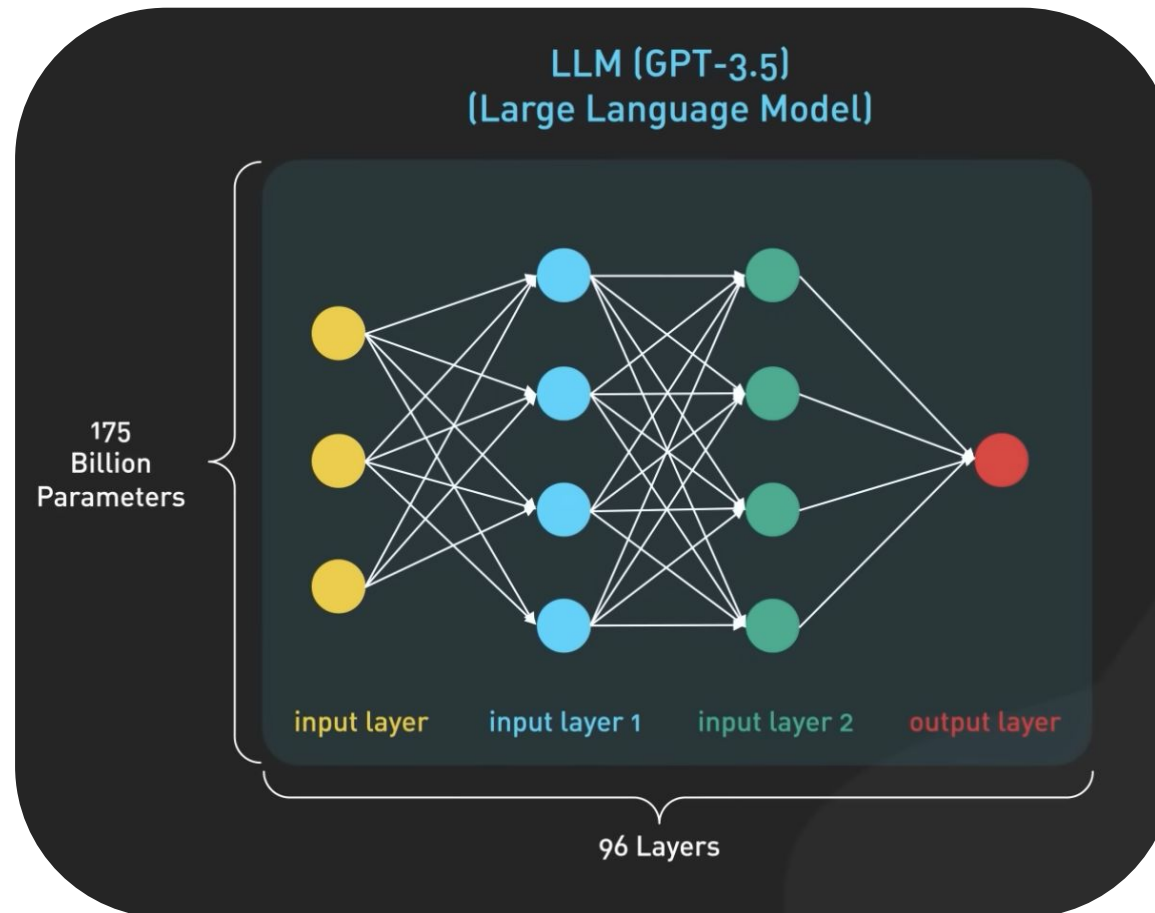 LLM (GPT-3.5)
(Large Language Model)
175
Billion
Parameters
input layer
input layer 1
input layer 2
output layer
96 Layers